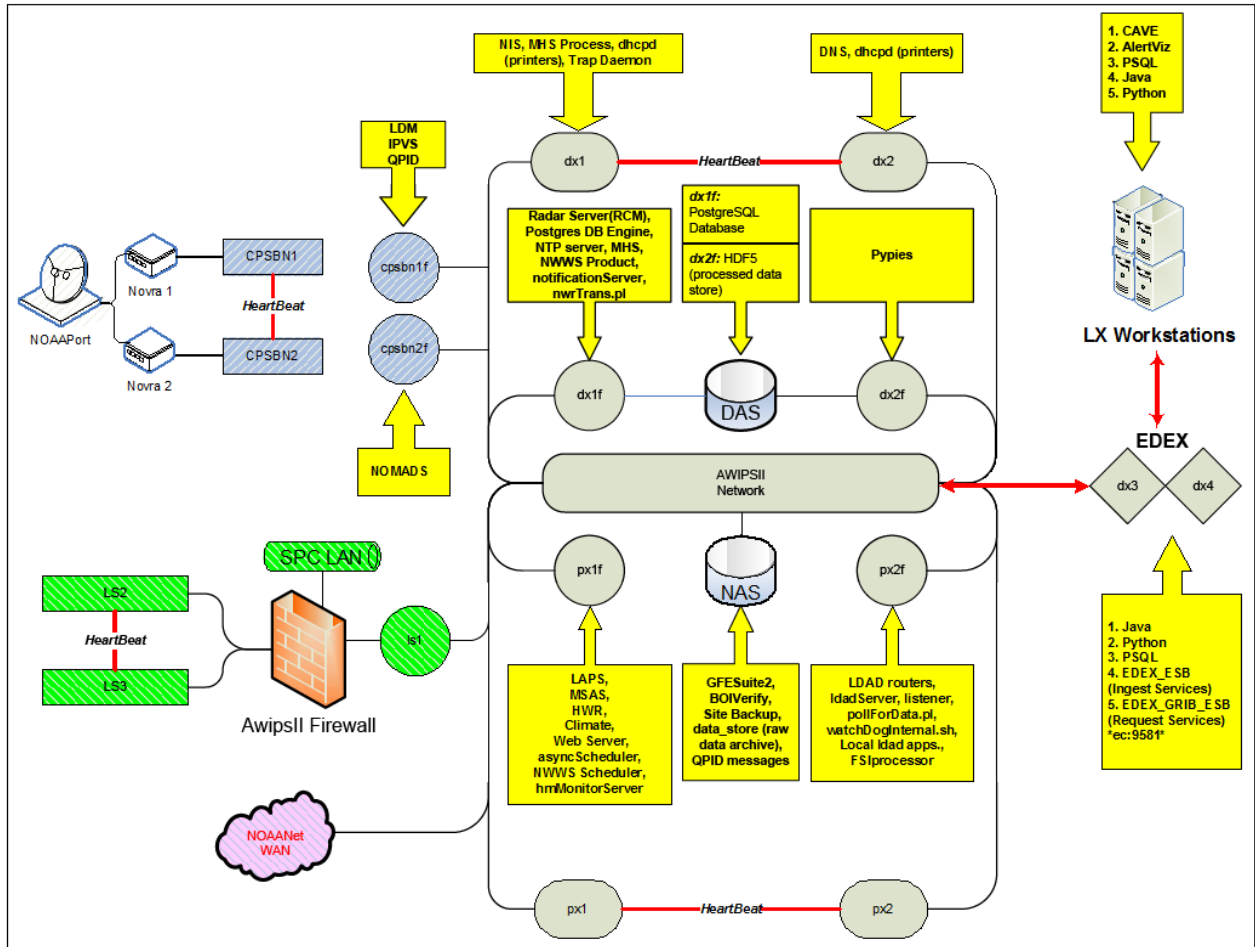 NIS, MHS Process, dhcpd
(printers), Trap Daemon
DNS, dhcpd (printers)
1. CAVE
2. AlertViz
3. PSQL
4. Java
5. Python
LDM
IPVS
QPID
dx1
HeartBeat
dx2
Radar Server(RCM),
Postgres DB Engine,
NTP server, MHS,
NWWS Product,
notificationServer,
nwrTrans.pl
dx1f:
PostgreSQL
Database
dx2f: HDF5
(processed data
store)
Pypies
NOAAPort
Novra 1
Novra 2
CPSBN1
HeartBeat
CPSBN2
cpsbn1f
cpsbn2f
NOMADS
dx1f
DAS
dx2f
LX Workstations
EDEX
dx3
dx4
AWIPSII
Network
SPC LAN
LS2
HeartBeat
LS3
AwipsII Firewall
ls1
px1f
NAS
px2f
LAPS,
MSAS,
HWR,
Climate,
Web Server,
asyncScheduler,
NWWS Scheduler,
hmMonitorServer
GFESuite2,
BOIVerify,
Site Backup,
data_store (raw
data archive),
QPID messages
LDAD routers,
ldadServer, listener,
pollForData.pl,
watchDogInternal.sh,
Local ldad apps.,
FSIprocessor
1. Java
2. Python
3. PSQL
4. EDEX_ESB
(Ingest Services)
5. EDEX_GRIB_ESB
(Request Services)
*ec:9581*
NOAANet
WAN
px1
HeartBeat
px2